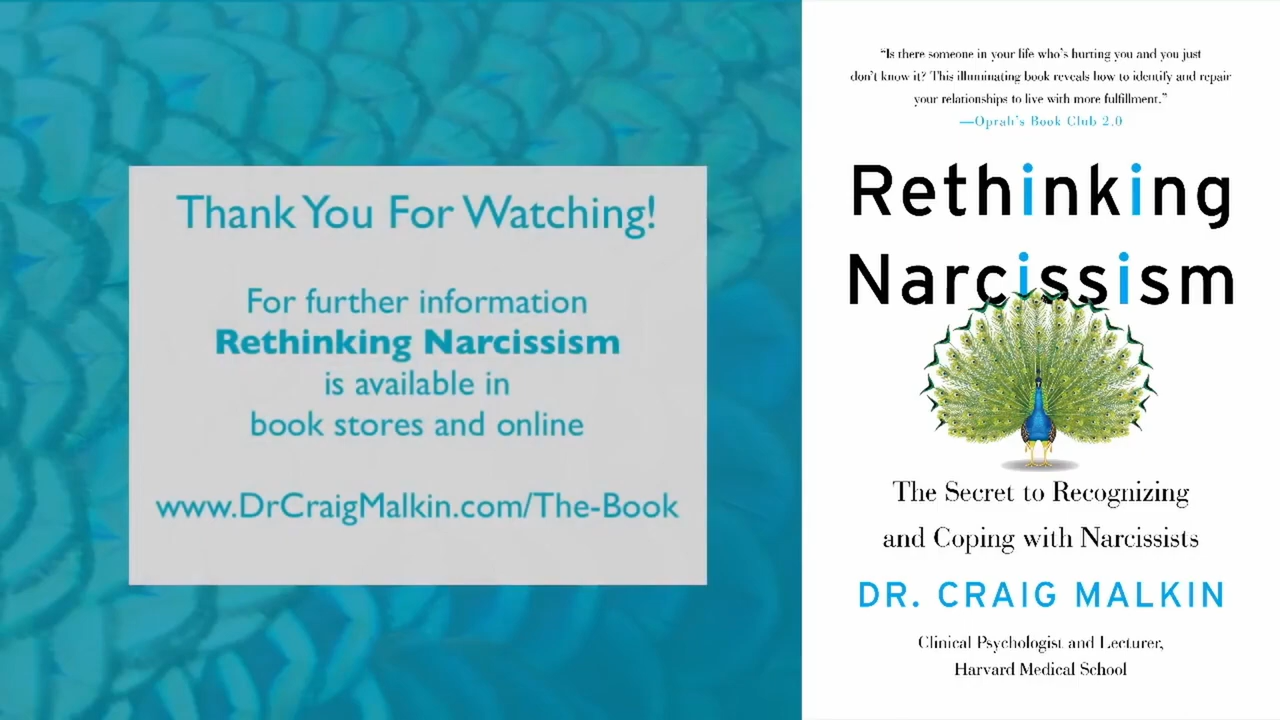 Thank You For Watching!
For further information
Rethinking Narcissism
is available in
book stores and online
www.DrCraigMalkin.com/The-Book
“Is there someone in your life who’s hurting you and you just
don’t know it? This illuminating book reveals how to identify and repair
your relationships to live with more fulfillment.”
—Oprah’s Book Club 2.0
Rethinking
Narcissism
The Secret to Recognizing
and Coping with Narcissists
DR. CRAIG MALKIN
Clinical Psychologist and Lecturer,
Harvard Medical School